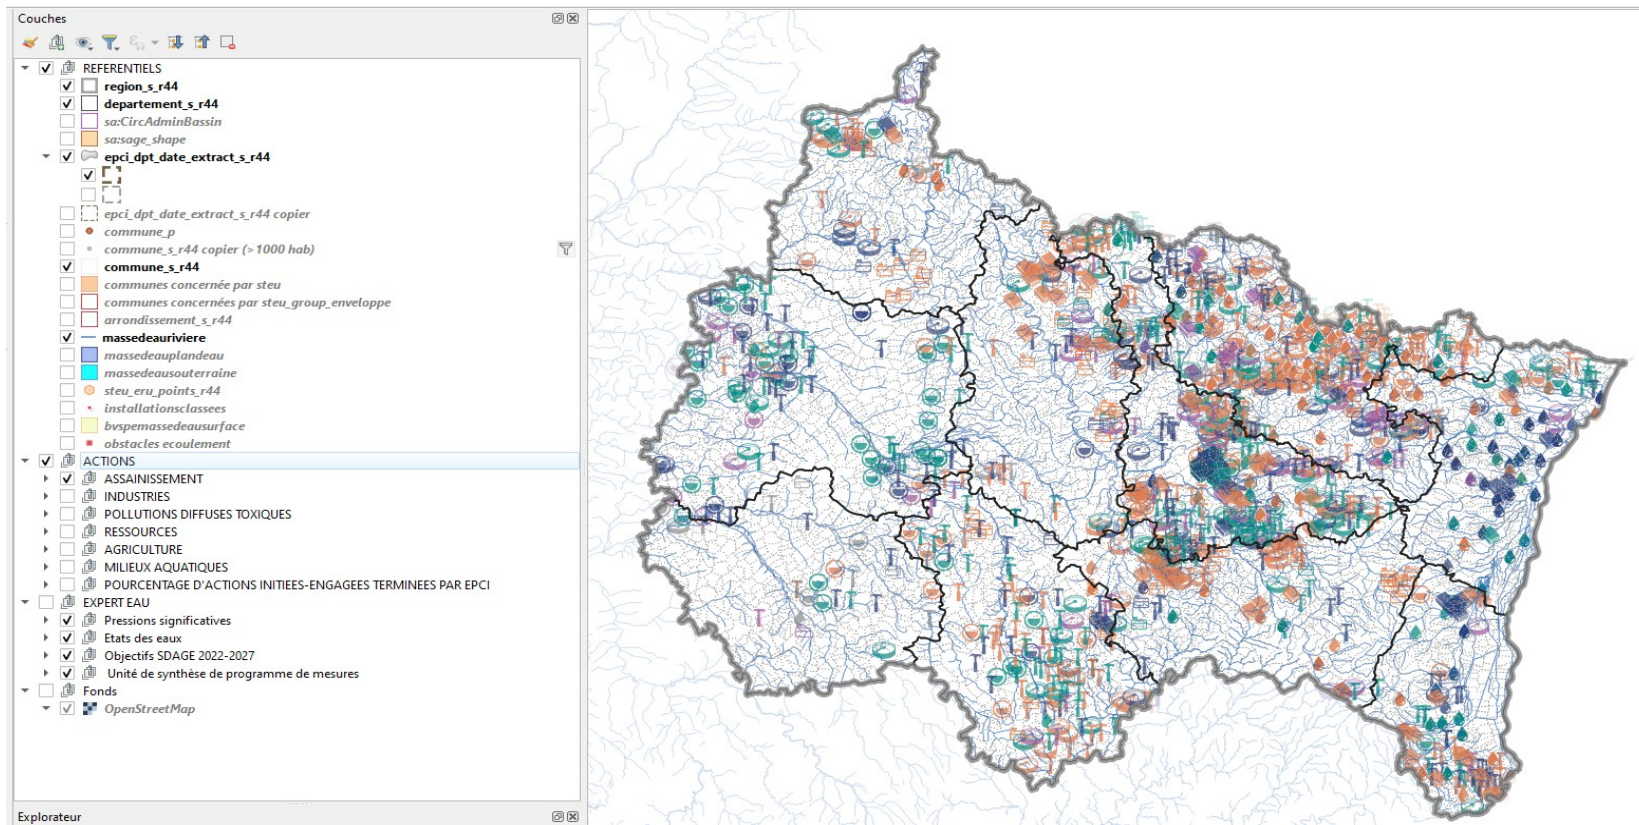 Couches
REFERENTIELS
region_s_r44
departement_s_r44
sa:CircAdminBassin
sa:sage_shape
epci_dpt_date_extract_s_r44
epci_dpt_date_extract_s_r44 copier
commune_p
commune_s_r44 copier (>1000 hab)
commune_s_r44
communes concernée par steu
communes concernées par steu_group_enveloppe
arrondissement_s_r44
massedeauriviere
massedeauplandeau
massedeausouterraine
steu_eru_points_r44
installationsclassees
bvspemassedeausurface
obstacles ecoulement
ACTIONS
ASSAINISSEMENT
INDUSTRIES
POLLUTIONS DIFFUSES TOXIQUES
RESSOURCES
AGRICULTURE
MILIEUX AQUATIQUES
POURCENTAGE D'ACTIONS INITIEES-ENGAGEES TERMINEES PAR EPCI
EXPERT EAU
Pressions significatives
Etats des eaux
Objectifs SDAGE 2022-2027
Unité de synthèse de programme de mesures
Fonds
OpenStreetMap
Explorateur